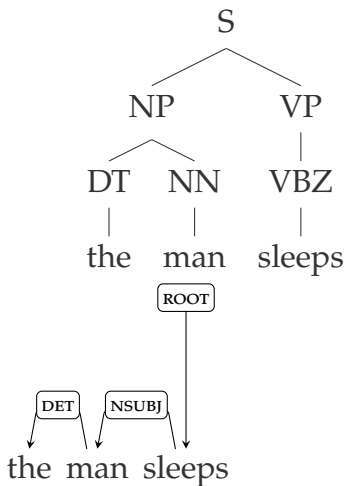 S
NP VP
DT NN VBZ
the man sleeps
ROOT
DET NSUBJ
the man sleeps